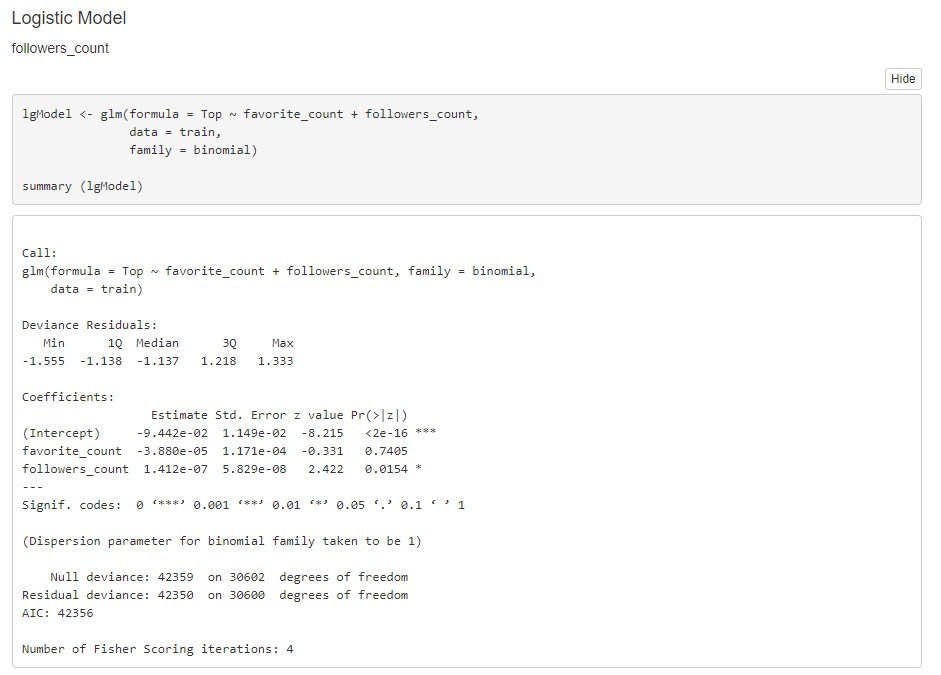 Logistic Model
followers_count
Hide
lgModel <- glm(formula = Top ~ favorite_count + followers_count,
               data = train,
               family = binomial)
summary (lgModel)
Call:
glm(formula = Top ~ favorite_count + followers_count, family = binomial,
    data = train)
Deviance Residuals:
   Min      1Q  Median      3Q     Max
-1.555  -1.138  -1.137   1.218   1.333
Coefficients:
                  Estimate Std. Error z value Pr(>|z|)
(Intercept)     -9.442e-02  1.149e-02  -8.215   <2e-16 ***
favorite_count  -3.880e-05  1.171e-04  -0.331   0.7405
followers_count  1.412e-07  5.829e-08   2.422   0.0154 *
---
Signif. codes:  0 ‘***’ 0.001 ‘**’ 0.01 ‘*’ 0.05 ‘.’ 0.1 ‘ ’ 1
(Dispersion parameter for binomial family taken to be 1)
    Null deviance: 42359  on 30602  degrees of freedom
Residual deviance: 42350  on 30600  degrees of freedom
AIC: 42356
Number of Fisher Scoring iterations: 4